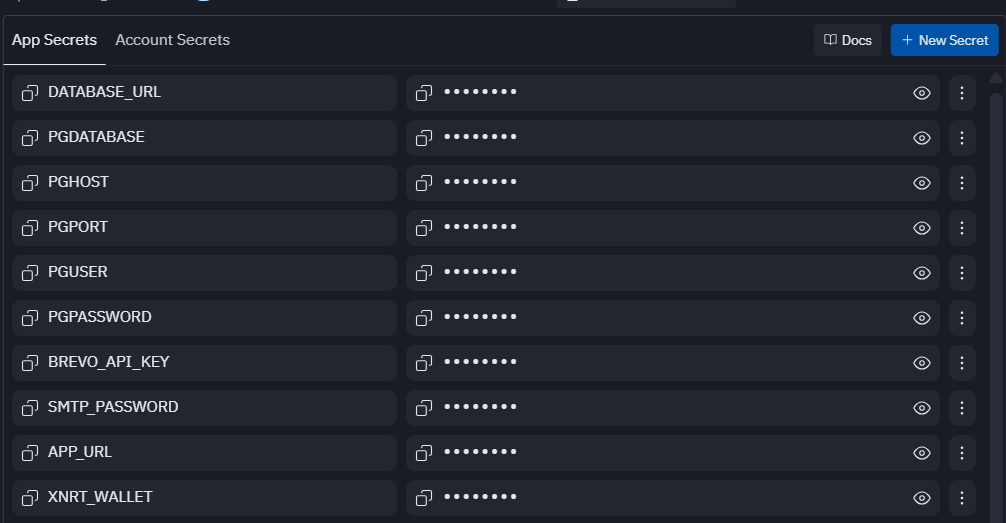 App Secrets Account Secrets Docs + New Secret
DATABASE_URL ••••••••
PGDATABASE ••••••••
PGHOST ••••••••
PGPORT ••••••••
PGUSER ••••••••
PGPASSWORD ••••••••
BREVO_API_KEY ••••••••
SMTP_PASSWORD ••••••••
APP_URL ••••••••
XNRT_WALLET ••••••••